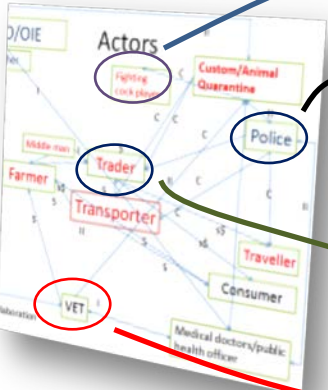 O/OIE
Actors
Fighting
cock player
Custom/Animal
Quarantine
Police
Middle man
Trader
Farmer
Transporter
Traveller
Consumer
VET
Medical doctors/public
health officer